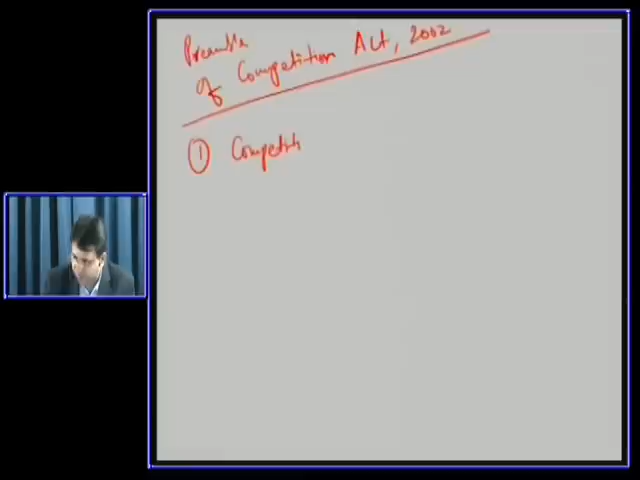 Preamble
of Competition Act, 2002
① Competiti